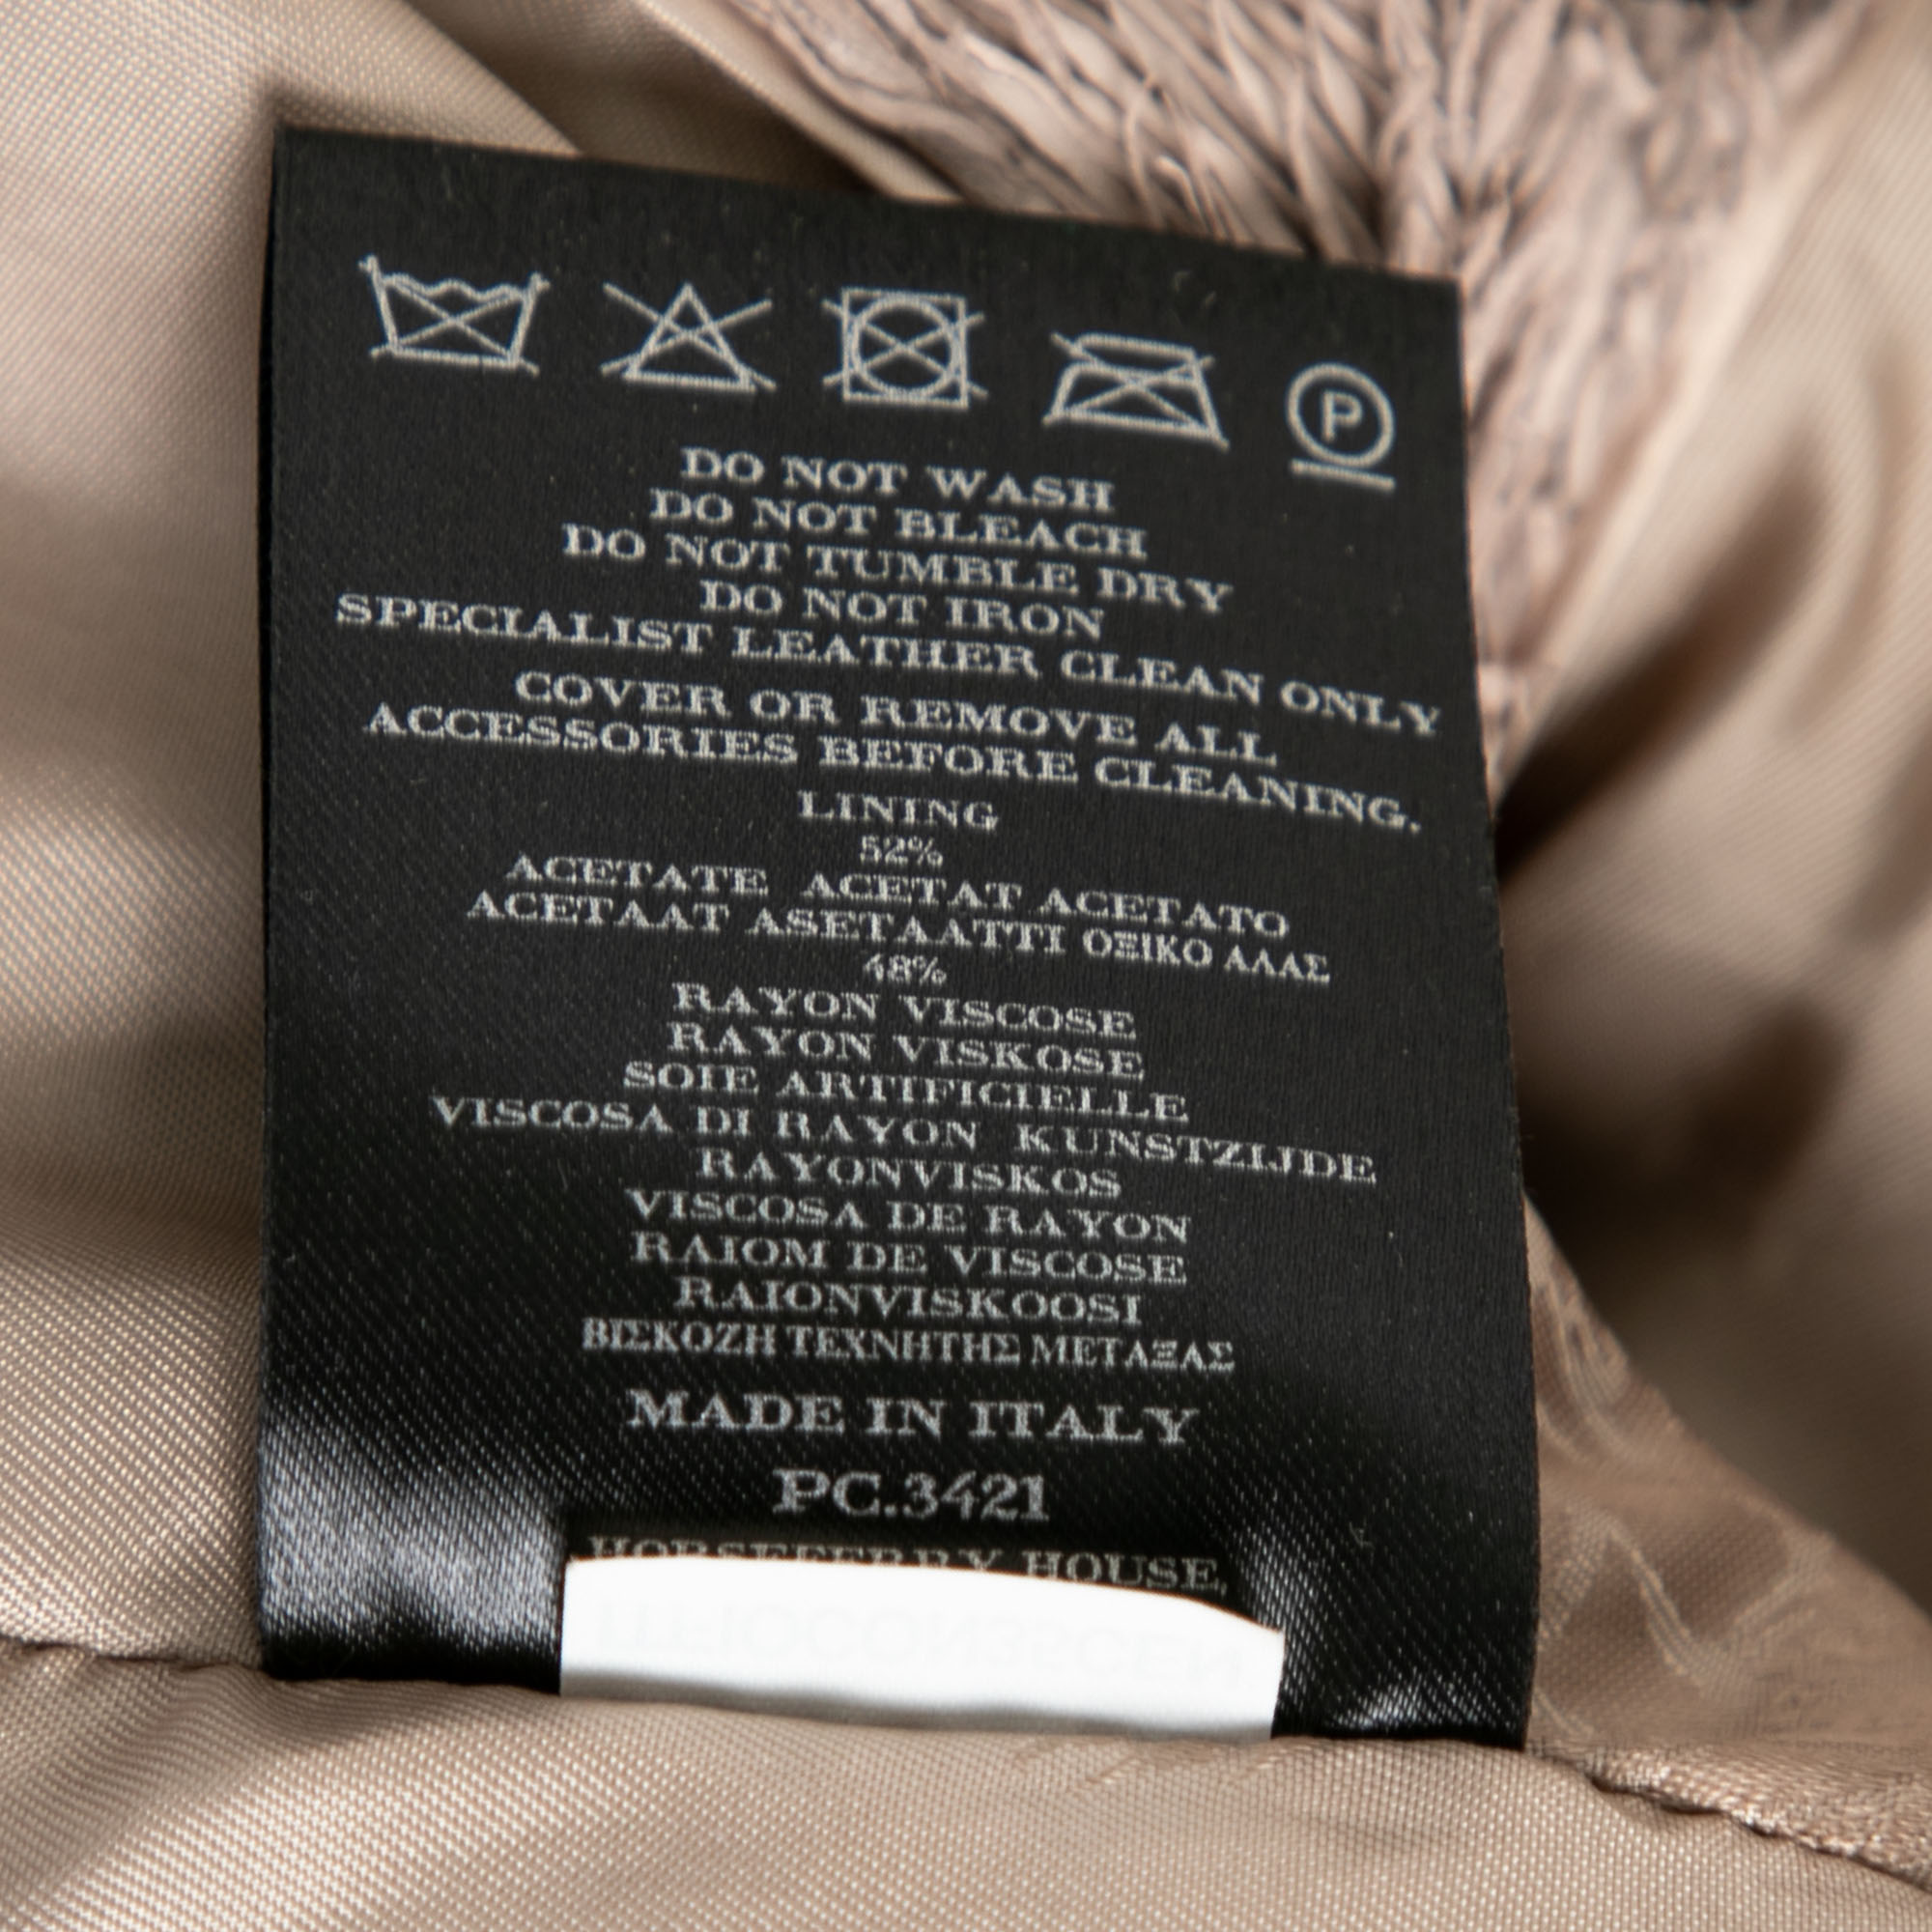 P
DO NOT WASH
DO NOT BLEACH
DO NOT TUMBLE DRY
DO NOT IRON
SPECIALIST LEATHER CLEAN ONLY
COVER OR REMOVE ALL
ACCESSORIES BEFORE CLEANING.
LINING
52%
ACETATE ACETAT ACETATO
ACETAAT ASETAATTI ΟΞΙΚΟ ΑΛΑΣ
48%
RAYON VISCOSE
RAYON VISKOSE
SOIE ARTIFICIELLE
VISCOSA DI RAYON KUNSTZIJDE
RAYONVISKOS
VISCOSA DE RAYON
RAIOM DE VISCOSE
RAIONVISKOOSI
ΒΙΣΚΟΖΗ ΤΕΧΝΗΤΗΣ ΜΕΤΑΞΑΣ
MADE IN ITALY
PC.3421
HORSEFERRY HOUSE,